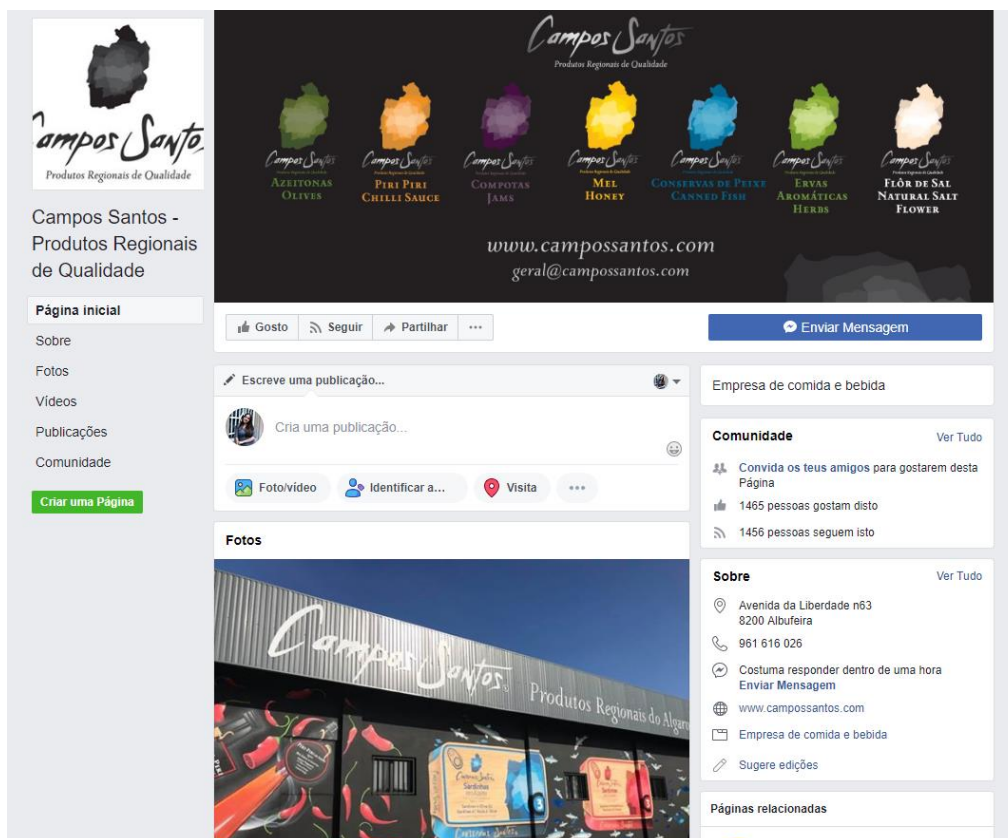 Campos Santos
Produtos Regionais de Qualidade
Campos Santos -
Produtos Regionais
de Qualidade
Página inicial
Sobre
Fotos
Vídeos
Publicações
Comunidade
Criar uma Página
Campos Santos
Produtos Regionais de Qualidade
Campos Santos
AZEITONAS
OLIVES
Campos Santos
PIRI PIRI
CHILLI SAUCE
Campos Santos
COMPOTAS
JAMS
Campos Santos
MEL
HONEY
Campos Santos
CONSERVAS DE PEIXE
CANNED FISH
Campos Santos
ERVAS
AROMÁTICAS
HERBS
Campos Santos
FLÔR DE SAL
NATURAL SALT
FLOWER
www.campossantos.com
geral@campossantos.com
Gosto
Seguir
Partilhar
Enviar Mensagem
Escreve uma publicação...
Cria uma publicação...
Foto/vídeo
Identificar a...
Visita
Fotos
Campos Santos
Produtos Regionais do Algarv
Campos Santos
Sardinhas
Empresa de comida e bebida
Comunidade
Ver Tudo
Convida os teus amigos para gostarem desta
Página
1465 pessoas gostam disto
1456 pessoas seguem isto
Sobre
Ver Tudo
Avenida da Liberdade n63
8200 Albufeira
961 616 026
Costuma responder dentro de uma hora
Enviar Mensagem
www.campossantos.com
Empresa de comida e bebida
Sugere edições
Páginas relacionadas